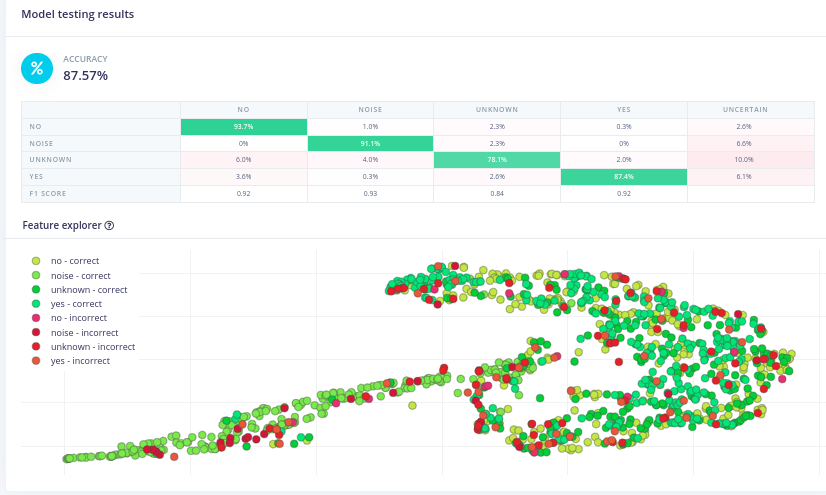 Model testing results
ACCURACY
87.57%
NO NOISE UNKNOWN YES UNCERTAIN
NO 93.7% 1.0% 2.3% 0.3% 2.6%
NOISE 0% 91.1% 2.3% 0% 6.6%
UNKNOWN 6.0% 4.0% 78.1% 2.0% 10.0%
YES 3.6% 0.3% 2.6% 87.4% 6.1%
F1 SCORE 0.92 0.93 0.84 0.92
Feature explorer ?
no - correct
noise - correct
unknown - correct
yes - correct
no - incorrect
noise - incorrect
unknown - incorrect
yes - incorrect